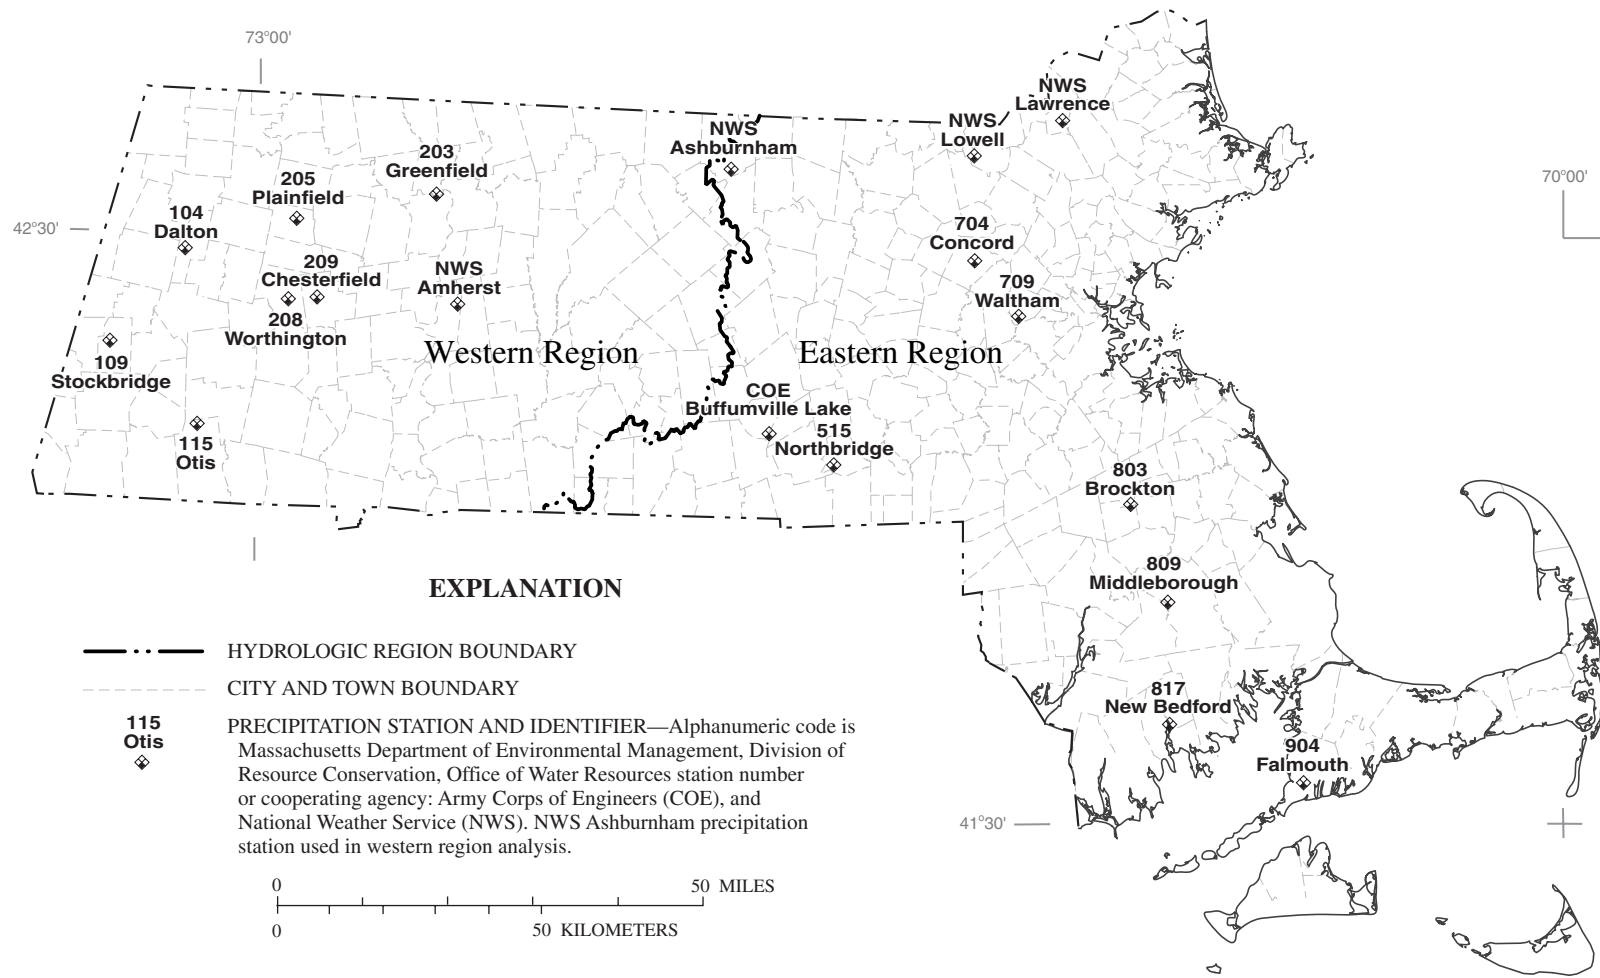 73°00'
70°00'
42°30'
41°30'
NWS
Lawrence
NWS
Lowell
NWS
Ashburnham
203
Greenfield
205
Plainfield
104
Dalton
209
Chesterfield
NWS
Amherst
208
Worthington
109
Stockbridge
115
Otis
704
Concord
709
Waltham
Western Region
Eastern Region
COE
Buffumville Lake
515
Northbridge
803
Brockton
809
Middleborough
817
New Bedford
904
Falmouth
EXPLANATION
HYDROLOGIC REGION BOUNDARY
CITY AND TOWN BOUNDARY
115
Otis
PRECIPITATION STATION AND IDENTIFIER—Alphanumeric code is
Massachusetts Department of Environmental Management, Division of
Resource Conservation, Office of Water Resources station number
or cooperating agency: Army Corps of Engineers (COE), and
National Weather Service (NWS). NWS Ashburnham precipitation
station used in western region analysis.
0 50 MILES
0 50 KILOMETERS